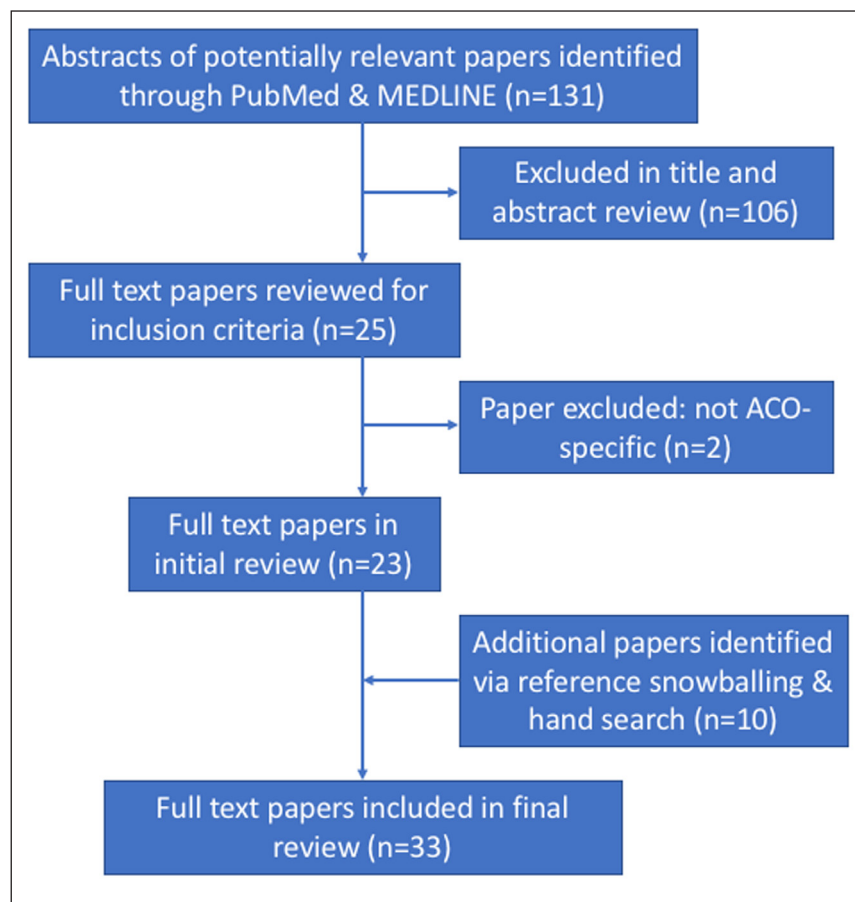 Abstracts of potentially relevant papers identified
through PubMed & MEDLINE (n=131)
Excluded in title and
abstract review (n=106)
Full text papers reviewed for
inclusion criteria (n=25)
Paper excluded: not ACO-
specific (n=2)
Full text papers in
initial review (n=23)
Additional papers identified
via reference snowballing &
hand search (n=10)
Full text papers included in final
review (n=33)